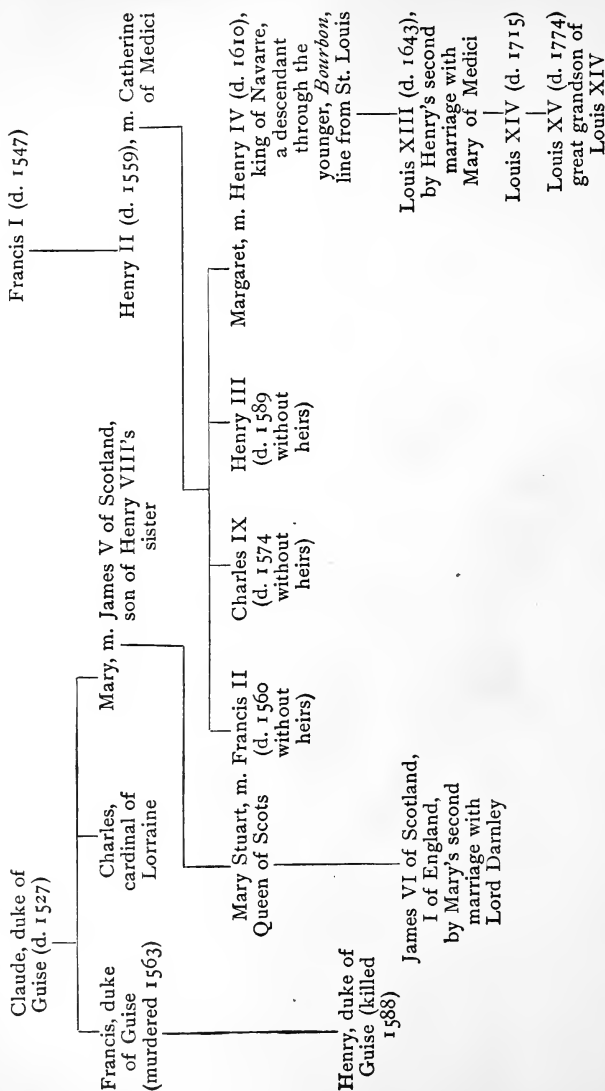 Claude, duke of
Guise (d. 1527)
Francis, duke
of Guise
(murdered 1563)
Charles,
cardinal of
Lorraine
Mary, m. James V of Scotland,
son of Henry VIII's
sister
Francis I (d. 1547)
Henry II (d. 1559), m. Catherine
of Medici
Mary Stuart, m. Francis II
Queen of Scots (d. 1560
without
heirs)
Charles IX
(d. 1574
without
heirs)
Henry III
(d. 1589
without
heirs)
Margaret, m. Henry IV (d. 1610),
king of Navarre,
a descendant
through the
younger, Bourbon,
line from St. Louis
Henry, duke of
Guise (killed
1588)
James VI of Scotland,
I of England,
by Mary's second
marriage with
Lord Darnley
Louis XIII (d. 1643),
by Henry's second
marriage with
Mary of Medici
Louis XIV (d. 1715)
Louis XV (d. 1774)
great grandson of
Louis XIV